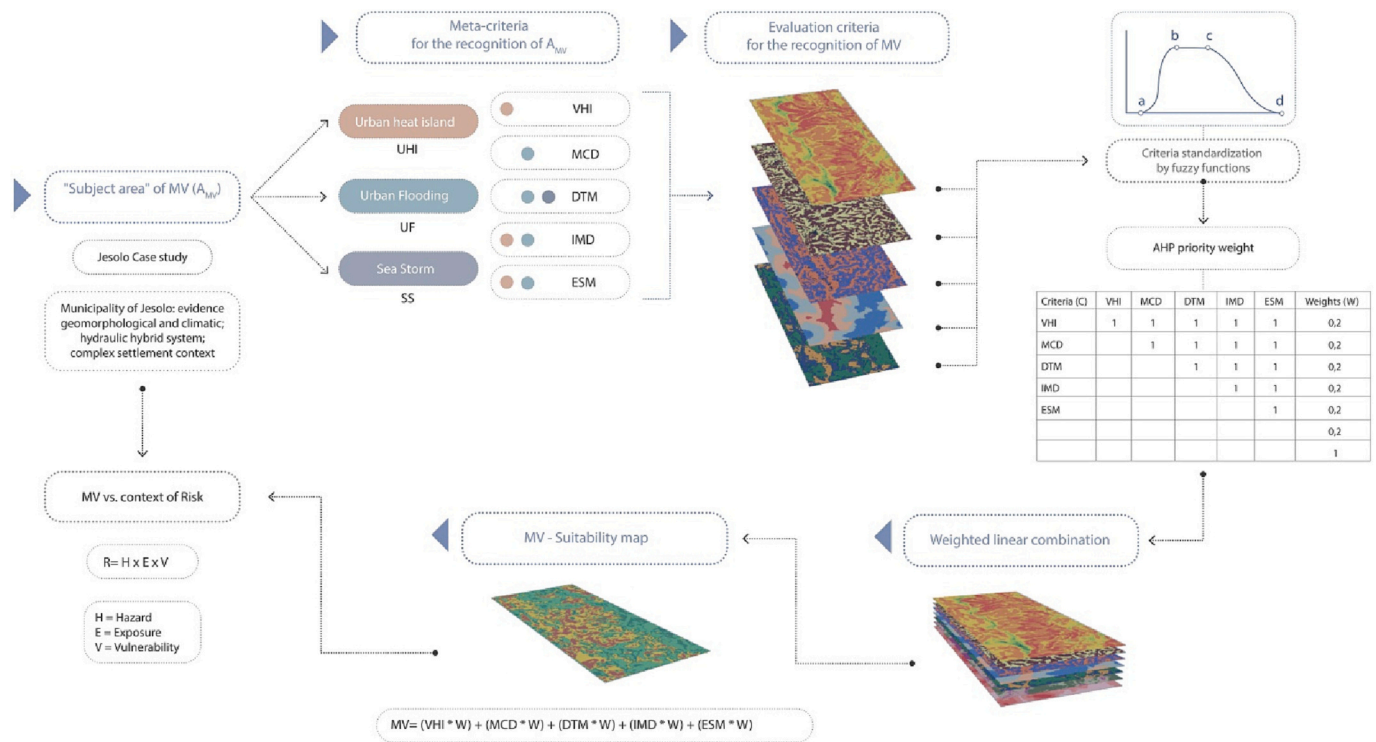 Meta-criteria
for the recognition of AMV
Evaluation criteria
for the recognition of MV
a
b
c
d
Criteria standardization
by fuzzy functions
AHP priority weight
"Subject area" of MV (AMV)
Jesolo Case study
Municipality of Jesolo: evidence
geomorphological and climatic;
hydraulic hybrid system;
complex settlement context
Urban heat island
UHI
Urban Flooding
UF
Sea Storm
SS
VHI
MCD
DTM
IMD
ESM
Criteria (C) VHI MCD DTM IMD ESM Weights (W)
VHI 1 1 1 1 1 0,2
MCD 1 1 1 1 0,2
DTM 1 1 1 0,2
IMD 1 1 0,2
ESM 1 0,2
0,2
1
Weighted linear combination
MV - Suitability map
MV= (VHI * W) + (MCD * W) + (DTM * W) + (IMD * W) + (ESM * W)
MV vs. context of Risk
R= H x E x V
H = Hazard
E = Exposure
V = Vulnerability